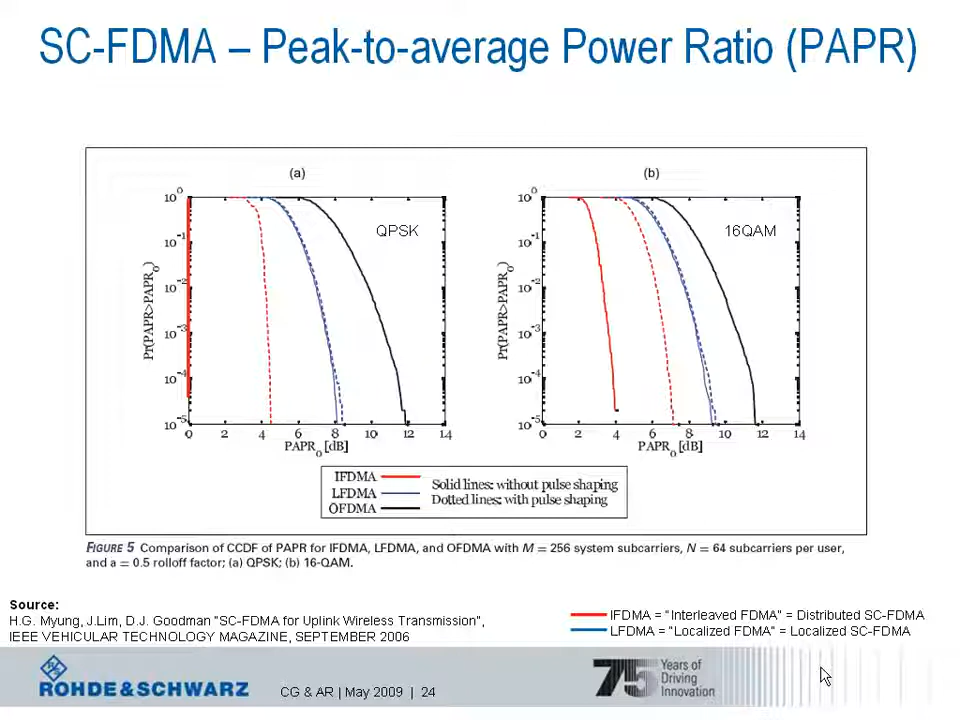 SC-FDMA – Peak-to-average Power Ratio (PAPR)
(a)
(b)
10⁰
10⁻¹
10⁻²
10⁻³
10⁻⁴
10⁻⁵
Pr(PAPR>PAPR₀)
QPSK
0 2 4 6 8 10 12 14
PAPR₀ [dB]
10⁰
10⁻¹
10⁻²
10⁻³
10⁻⁴
10⁻⁵
Pr(PAPR>PAPR₀)
16QAM
0 2 4 6 8 10 12 14
PAPR₀ [dB]
IFDMA
LFDMA
OFDMA
Solid lines: without pulse shaping
Dotted lines: with pulse shaping
FIGURE 5 Comparison of CCDF of PAPR for IFDMA, LFDMA, and OFDMA with M = 256 system subcarriers, N = 64 subcarriers per user,
and a = 0.5 rolloff factor; (a) QPSK; (b) 16-QAM.
Source:
H.G. Myung, J.Lim, D.J. Goodman "SC-FDMA for Uplink Wireless Transmission",
IEEE VEHICULAR TECHNOLOGY MAGAZINE, SEPTEMBER 2006
IFDMA = "Interleaved FDMA" = Distributed SC-FDMA
LFDMA = "Localized FDMA" = Localized SC-FDMA
ROHDE & SCHWARZ
CG & AR | May 2009 | 24
75 Years of
Driving
Innovation